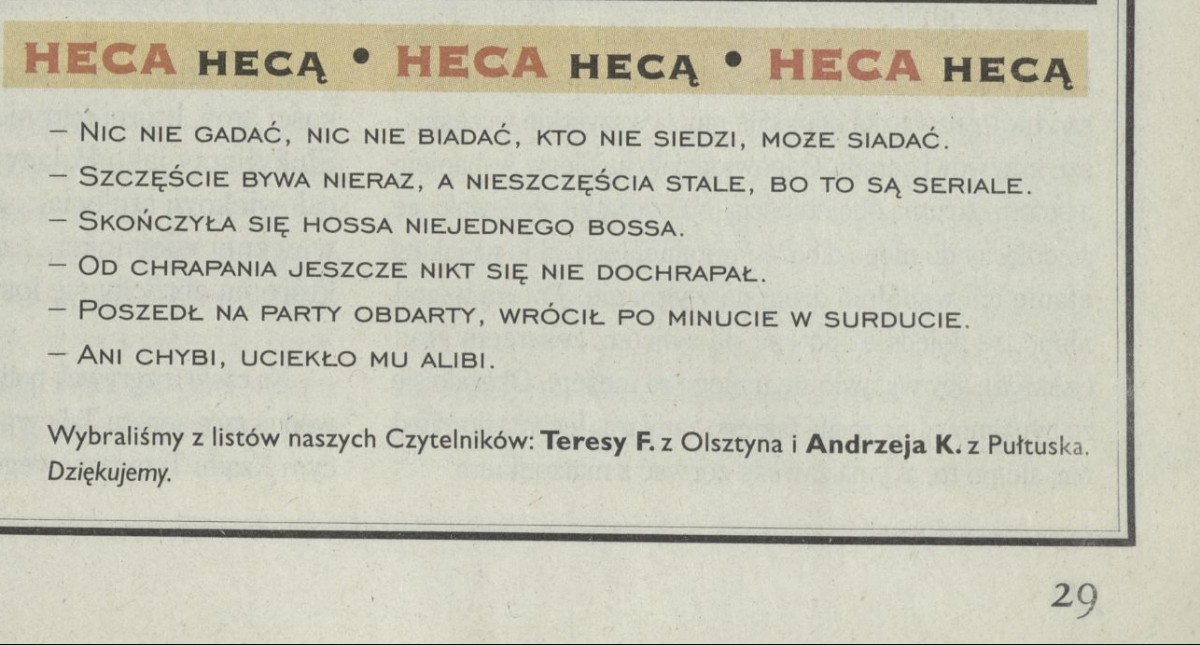 HECA HECĄ • HECA HECĄ • HECA HECĄ
– Nic nie gadać, nic nie biadać, kto nie siedzi, może siadać.
– Szczęście bywa nieraz, a nieszczęścia stale, bo to są seriale.
– Skończyła się hossa niejednego bossa.
– Od chrapania jeszcze nikt się nie dochrapał.
– Poszedł na party obdarty, wrócił po minucie w surducie.
– Ani chybi, uciekło mu alibi.
Wybraliśmy z listów naszych Czytelników: Teresy F. z Olsztyna i Andrzeja K. z Pułtuska.
Dziękujemy.
29